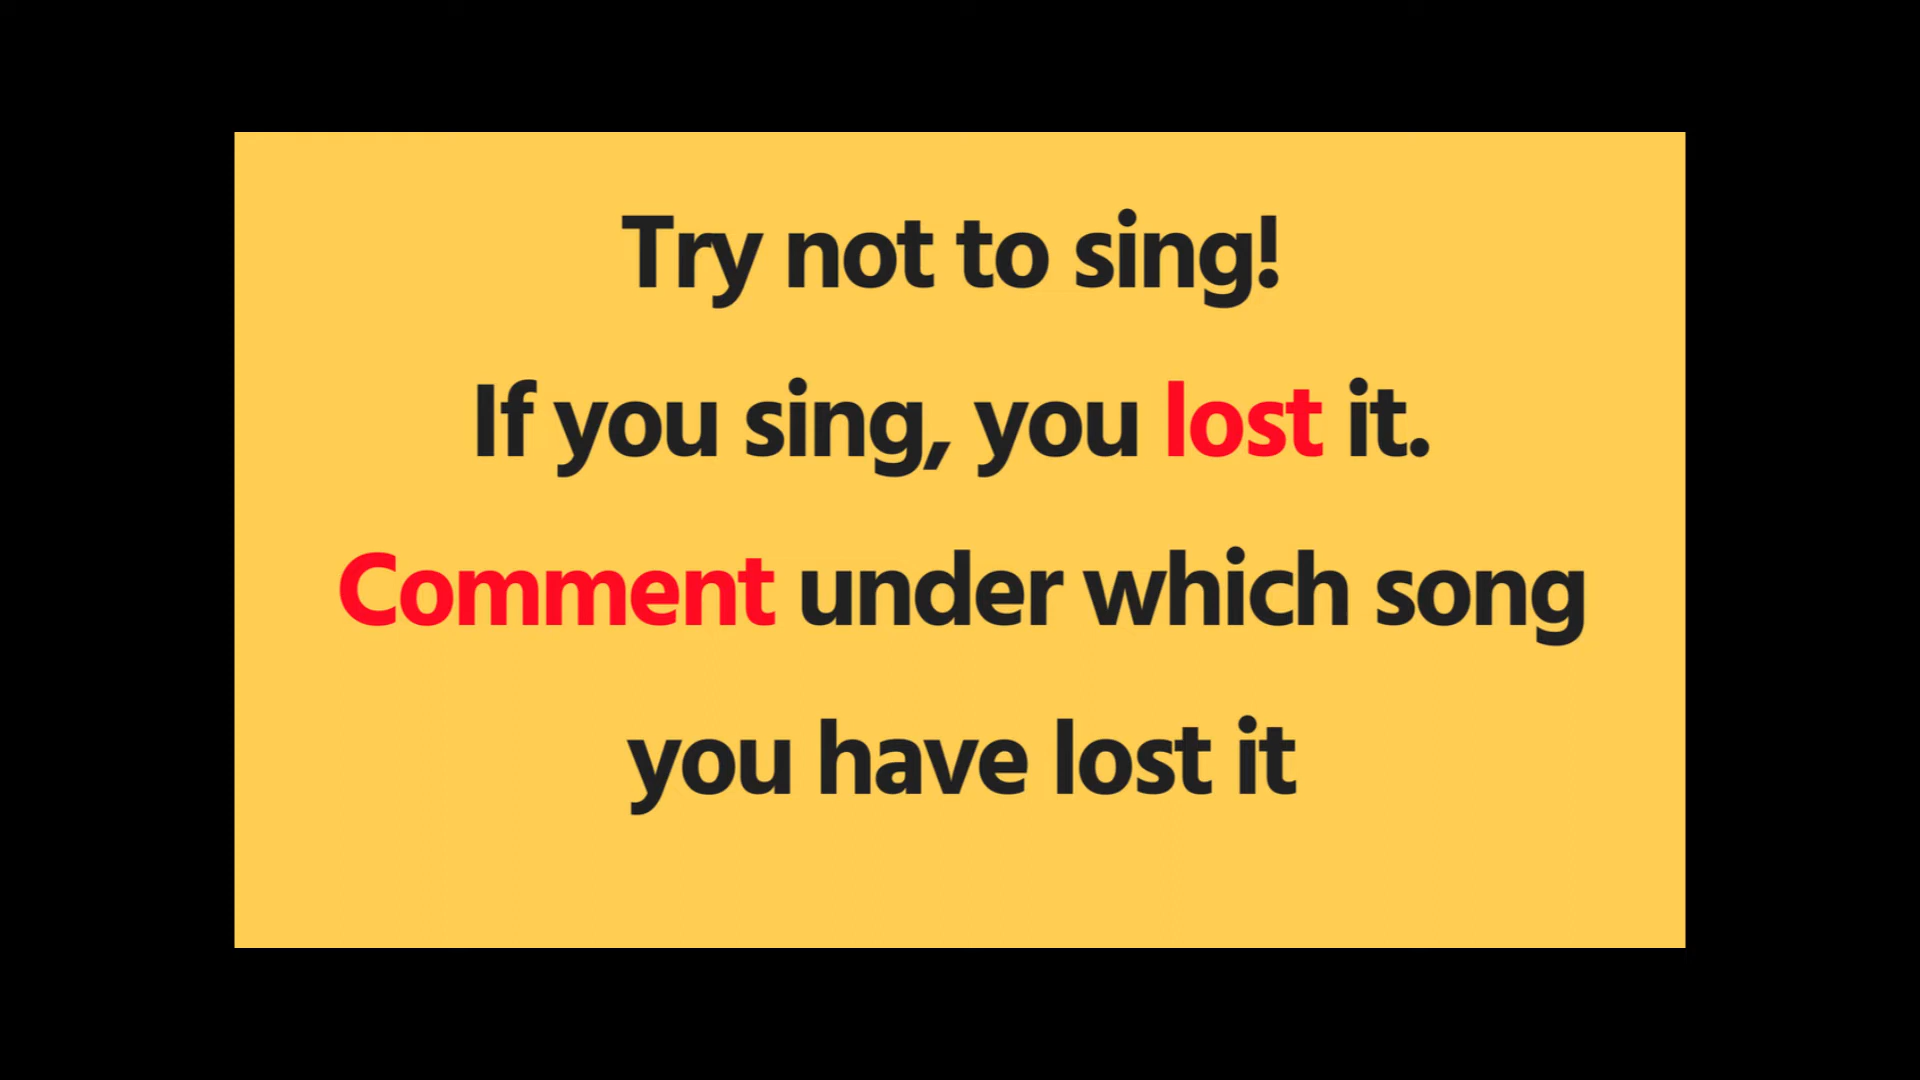 Try not to sing!
If you sing, you lost it.
Comment under which song
you have lost it